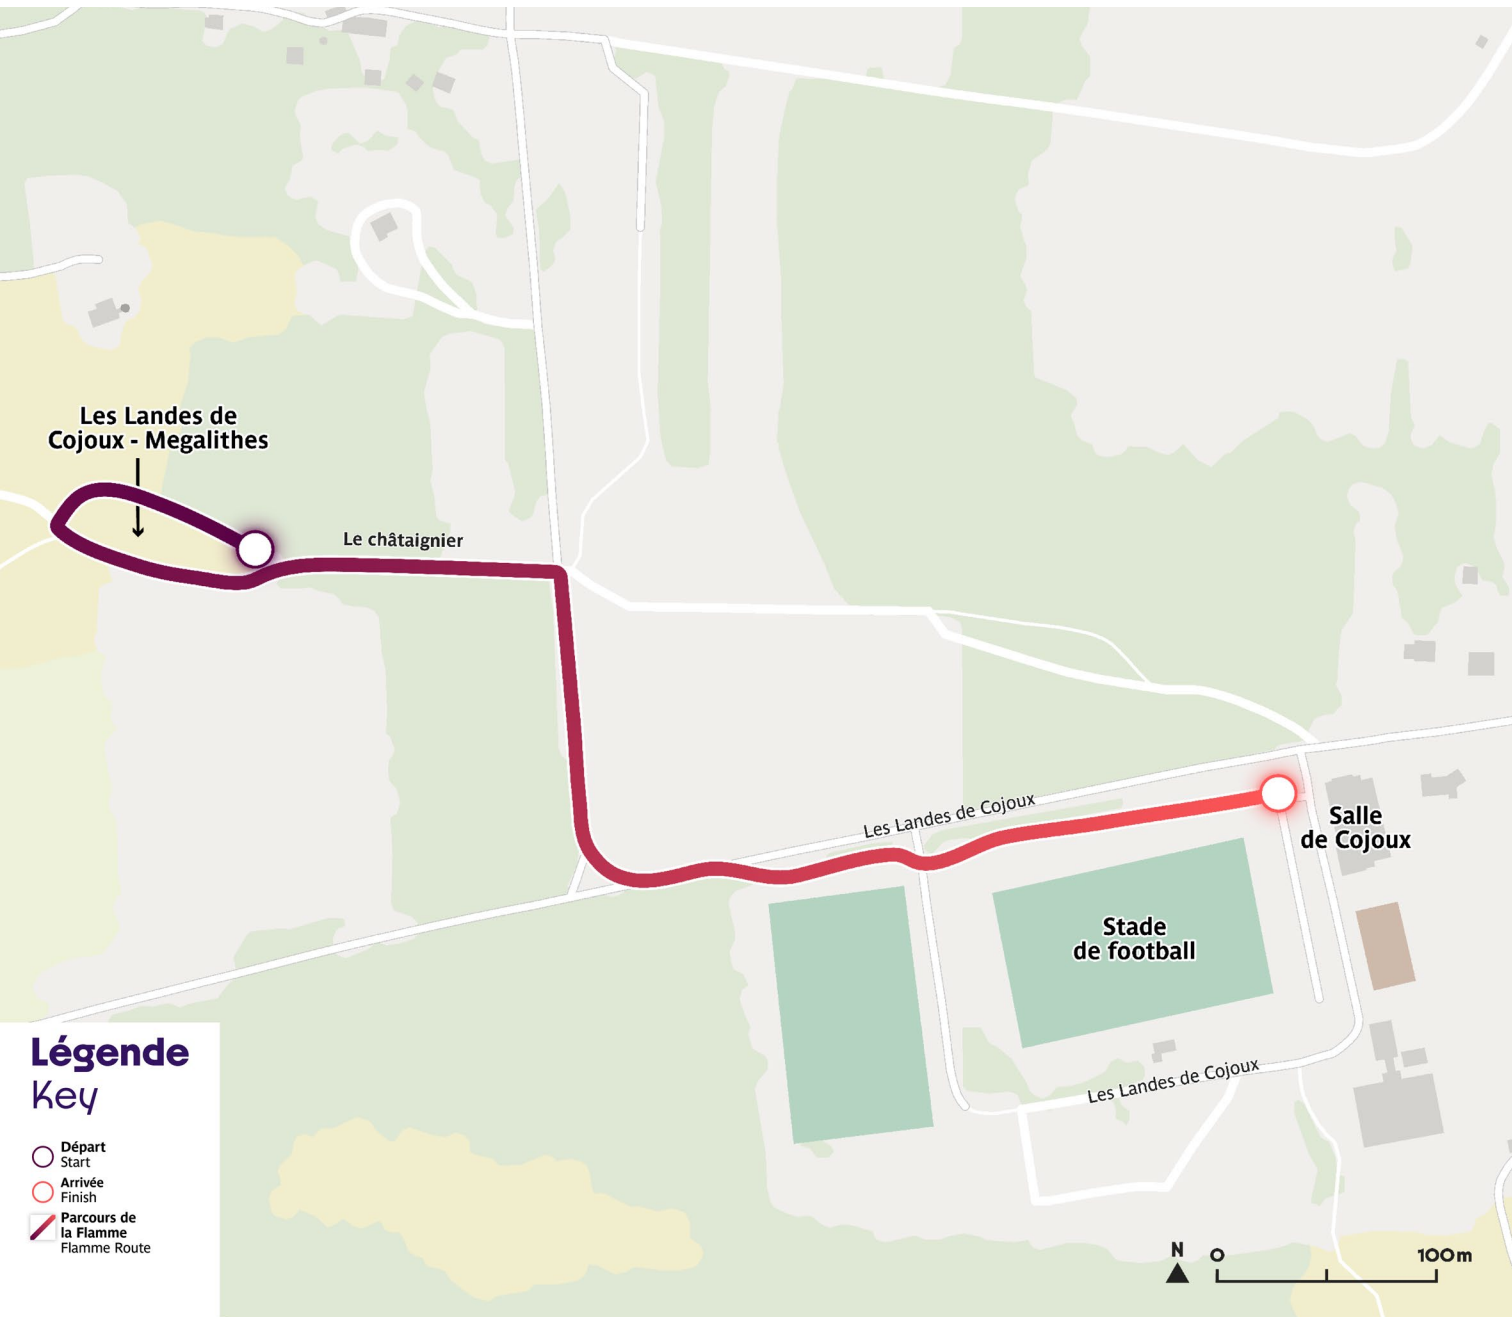 Les Landes de
Cojoux - Megalithes
Le châtaignier
Les Landes de Cojoux
Salle
de Cojoux
Stade
de football
Les Landes de Cojoux
Légende
Key
Départ
Start
Arrivée
Finish
Parcours de
la Flamme
Flamme Route
N
0
100m